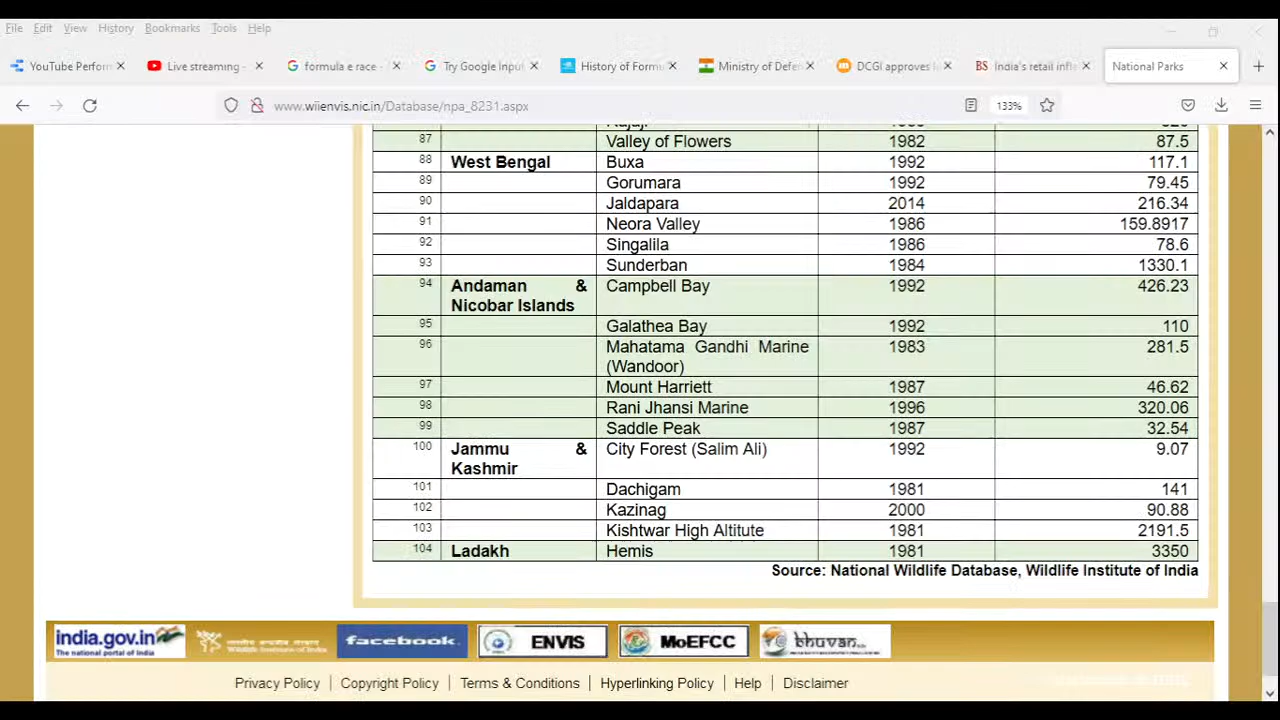 File Edit View History Bookmarks Tools Help
YouTube Perforn Live streaming - formula e race - Try Google Input History of Formu Ministry of Defen DCGI approves India's retail infl National Parks
www.wiienvis.nic.in/Database/npa_8231.aspx 133%
87 Valley of Flowers 1982 87.5
88 West Bengal Buxa 1992 117.1
89 Gorumara 1992 79.45
90 Jaldapara 2014 216.34
91 Neora Valley 1986 159.8917
92 Singalila 1986 78.6
93 Sunderban 1984 1330.1
94 Andaman & Campbell Bay 1992 426.23
Nicobar Islands
95 Galathea Bay 1992 110
96 Mahatama Gandhi Marine 1983 281.5
(Wandoor)
97 Mount Harriett 1987 46.62
98 Rani Jhansi Marine 1996 320.06
99 Saddle Peak 1987 32.54
100 Jammu & City Forest (Salim Ali) 1992 9.07
Kashmir
101 Dachigam 1981 141
102 Kazinag 2000 90.88
103 Kishtwar High Altitute 1981 2191.5
104 Ladakh Hemis 1981 3350
Source: National Wildlife Database, Wildlife Institute of India
india.gov.in facebook. ENVIS MoEFCC bhuvan
The national portal of India Wildlife Institute of India
Privacy Policy | Copyright Policy | Terms & Conditions | Hyperlinking Policy | Help | Disclaimer